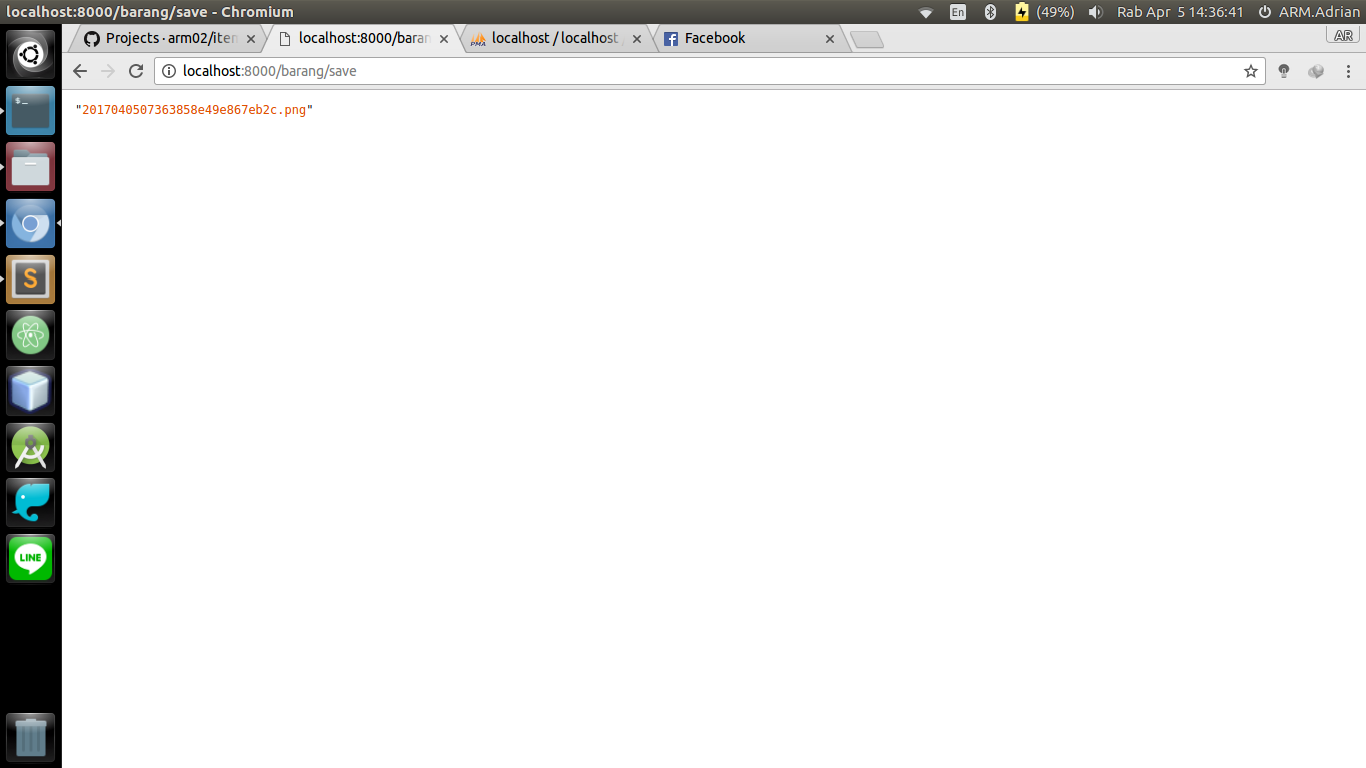 localhost:8000/barang/save - Chromium
En
(49%)
Rab Apr 5 14:36:41
ARM.Adrian
Projects · arm02/iten
localhost:8000/baran
PMA
localhost / localhost
Facebook
AR
localhost:8000/barang/save
"2017040507363858e49e867eb2c.png"
$_
S
LINE